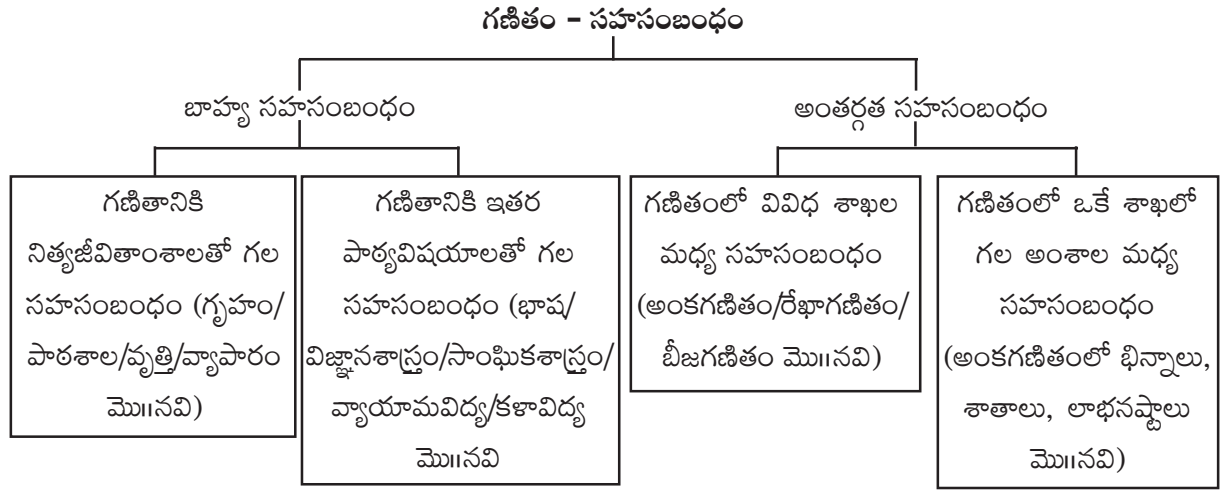 గణితం - సహసంబంధం
బాహ్య సహసంబంధం
అంతర్గత సహసంబంధం
గణితానికి
నిత్యజీవితాంశాలతో గల
సహసంబంధం (గృహం/
పాఠశాల/వృత్తి/వ్యాపారం
మొ॥నవి)
గణితానికి ఇతర
పాఠ్యవిషయాలతో గల
సహసంబంధం (భాష/
విజ్ఞానశాస్త్రం/సాంఘికశాస్త్రం/
వ్యాయామవిద్య/కళావిద్య
మొ॥నవి
గణితంలో వివిధ శాఖల
మధ్య సహసంబంధం
(అంకగణితం/రేఖాగణితం/
బీజగణితం మొ॥నవి)
గణితంలో ఒకే శాఖలో
గల అంశాల మధ్య
సహసంబంధం
(అంకగణితంలో భిన్నాలు,
శాతాలు, లాభనష్టాలు
మొ॥నవి)